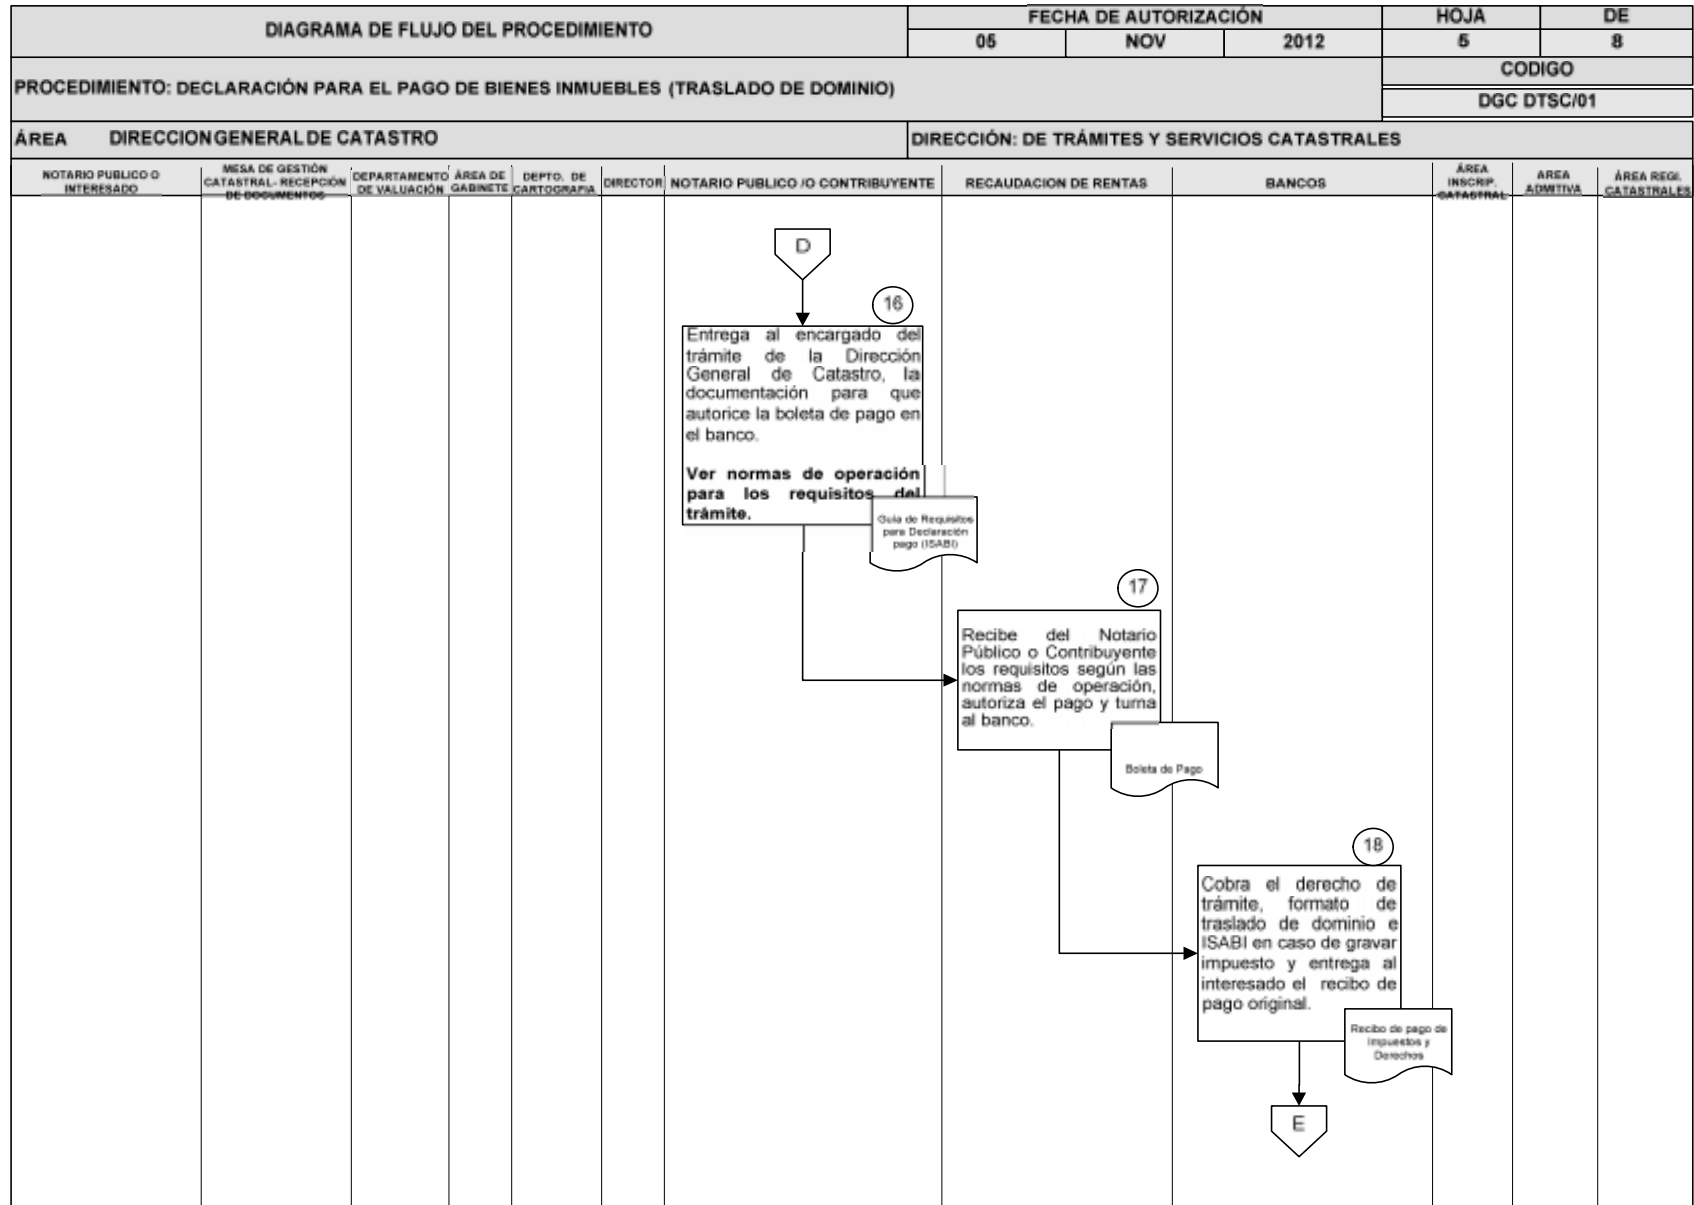 DIAGRAMA DE FLUJO DEL PROCEDIMIENTO
FECHA DE AUTORIZACIÓN
HOJA
DE
05
NOV
2012
5
8
PROCEDIMIENTO: DECLARACIÓN PARA EL PAGO DE BIENES INMUEBLES (TRASLADO DE DOMINIO)
CODIGO
DGC DTSC/01
ÁREA DIRECCION GENERAL DE CATASTRO
DIRECCIÓN: DE TRÁMITES Y SERVICIOS CATASTRALES
NOTARIO PUBLICO O
INTERESADO
MESA DE GESTIÓN
CATASTRAL- RECEPCIÓN
DE DOCUMENTOS
DEPARTAMENTO
DE VALUACIÓN
ÁREA DE
GABINETE
DEPTO. DE
CARTOGRAFIA
DIRECTOR
NOTARIO PUBLICO /O CONTRIBUYENTE
RECAUDACION DE RENTAS
BANCOS
ÁREA
INSCRIP.
CATASTRAL
AREA
ADMITIVA
ÁREA REGI.
CATASTRALES
D
16
Entrega al encargado del
trámite de la Dirección
General de Catastro, la
documentación para que
autorice la boleta de pago en
el banco.
Ver normas de operación
para los requisitos del
trámite.
Guía de Requisitos
para Declaración
pago (ISABI)
17
Recibe del Notario
Público o Contribuyente
los requisitos según las
normas de operación,
autoriza el pago y turna
al banco.
Boleta de Pago
18
Cobra el derecho de
trámite, formato de
traslado de dominio e
ISABI en caso de gravar
impuesto y entrega al
interesado el recibo de
pago original.
Recibo de pago de
Impuestos y
Derechos
E